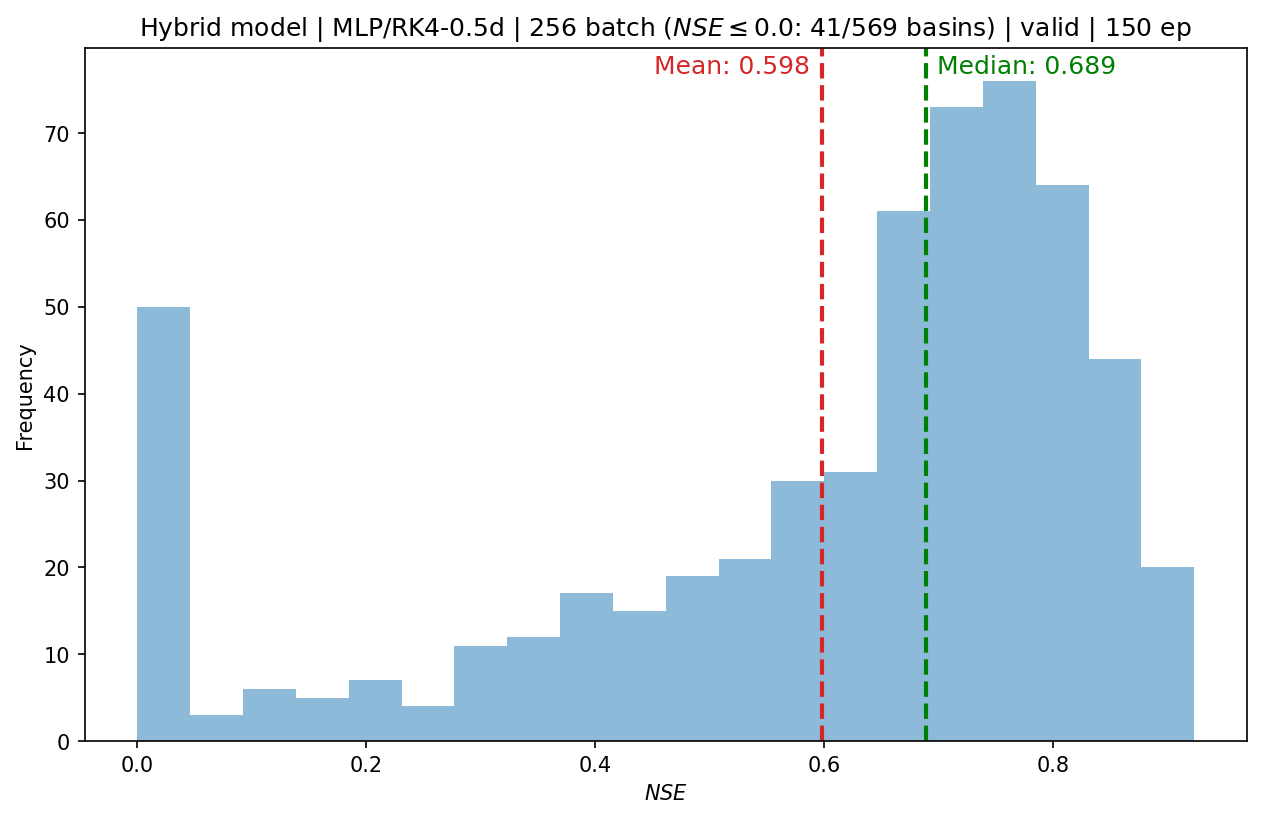 Hybrid model | MLP/RK4-0.5d | 256 batch (NSE ≤ 0.0: 41/569 basins) | valid | 150 ep
Mean: 0.598
Median: 0.689
Frequency
70
60
50
40
30
20
10
0
0.0 0.2 0.4 0.6 0.8
NSE